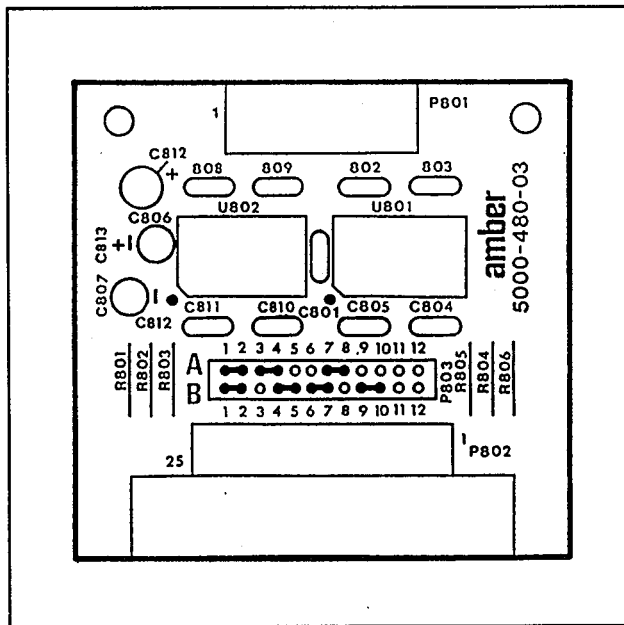 1
P801
C812
+
808
809
802
803
C806
U802
U801
C813
+
C807
C812
C811
C810
C801
C805
C804
amber
5000-480-03
R801
R802
R803
A
B
1 2 3 4 5 6 7 8 9 10 11 12
1 2 3 4 5 6 7 8 9 10 11 12
P803
R805
R804
R806
25
1
P802